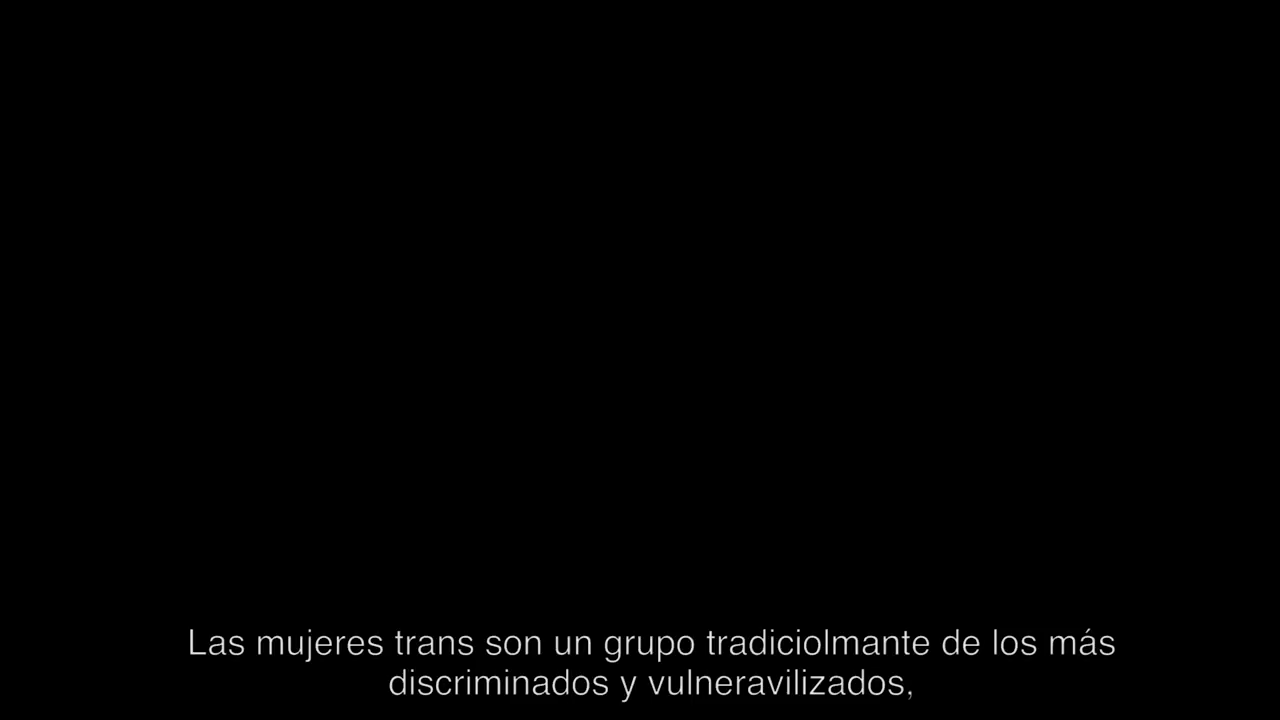 Las mujeres trans son un grupo tradiciolmante de los más
discriminados y vulneravilizados,